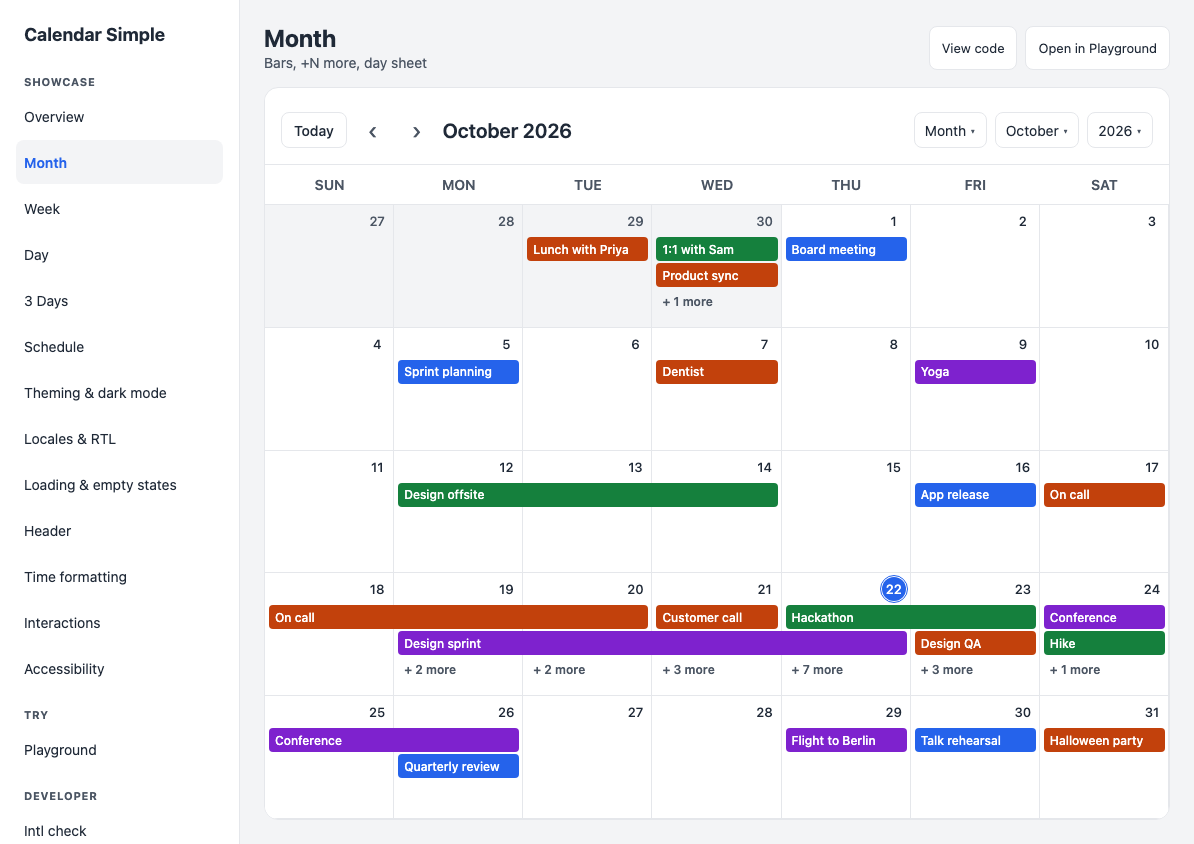 Calendar Simple
SHOWCASE
Overview
Month
Week
Day
3 Days
Schedule
Theming & dark mode
Locales & RTL
Loading & empty states
Header
Time formatting
Interactions
Accessibility
TRY
Playground
DEVELOPER
Intl check
Month
Bars, +N more, day sheet
View code
Open in Playground
Today
‹
›
October 2026
Month ▾
October ▾
2026 ▾
SUN MON TUE WED THU FRI SAT
27 28 29 30 1 2 3
Lunch with Priya 1:1 with Sam Board meeting
Product sync
+ 1 more
4 5 6 7 8 9 10
Sprint planning Dentist Yoga
11 12 13 14 15 16 17
Design offsite App release On call
18 19 20 21 22 23 24
On call Customer call Hackathon Conference
Design sprint Design QA Hike
+ 2 more + 2 more + 3 more + 7 more + 3 more + 1 more
25 26 27 28 29 30 31
Conference Flight to Berlin Talk rehearsal Halloween party
Quarterly review